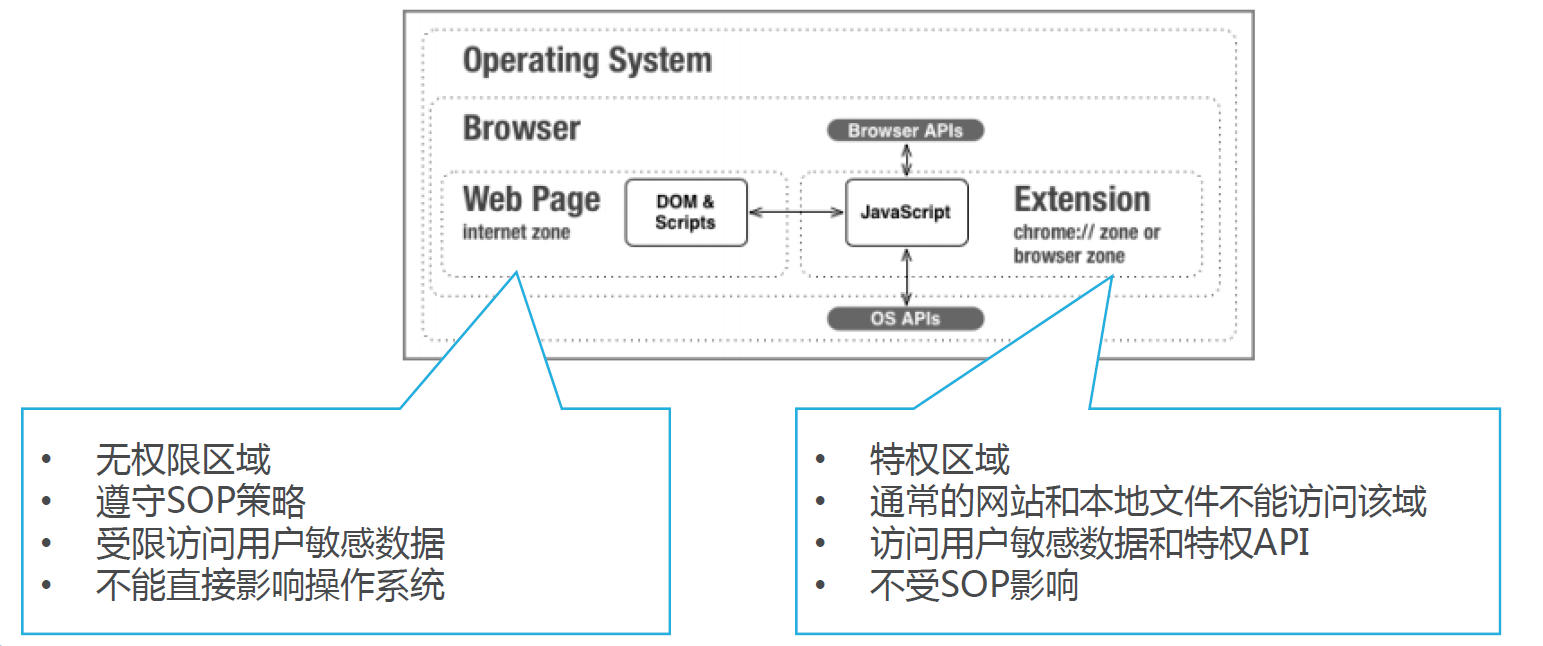 Operating System
Browser
Browser APIs
Web Page
internet zone
DOM &
Scripts
JavaScript
Extension
chrome:// zone or
browser zone
OS APIs
• 无权限区域
• 遵守SOP策略
• 受限访问用户敏感数据
• 不能直接影响操作系统
• 特权区域
• 通常的网站和本地文件不能访问该域
• 访问用户敏感数据和特权API
• 不受SOP影响